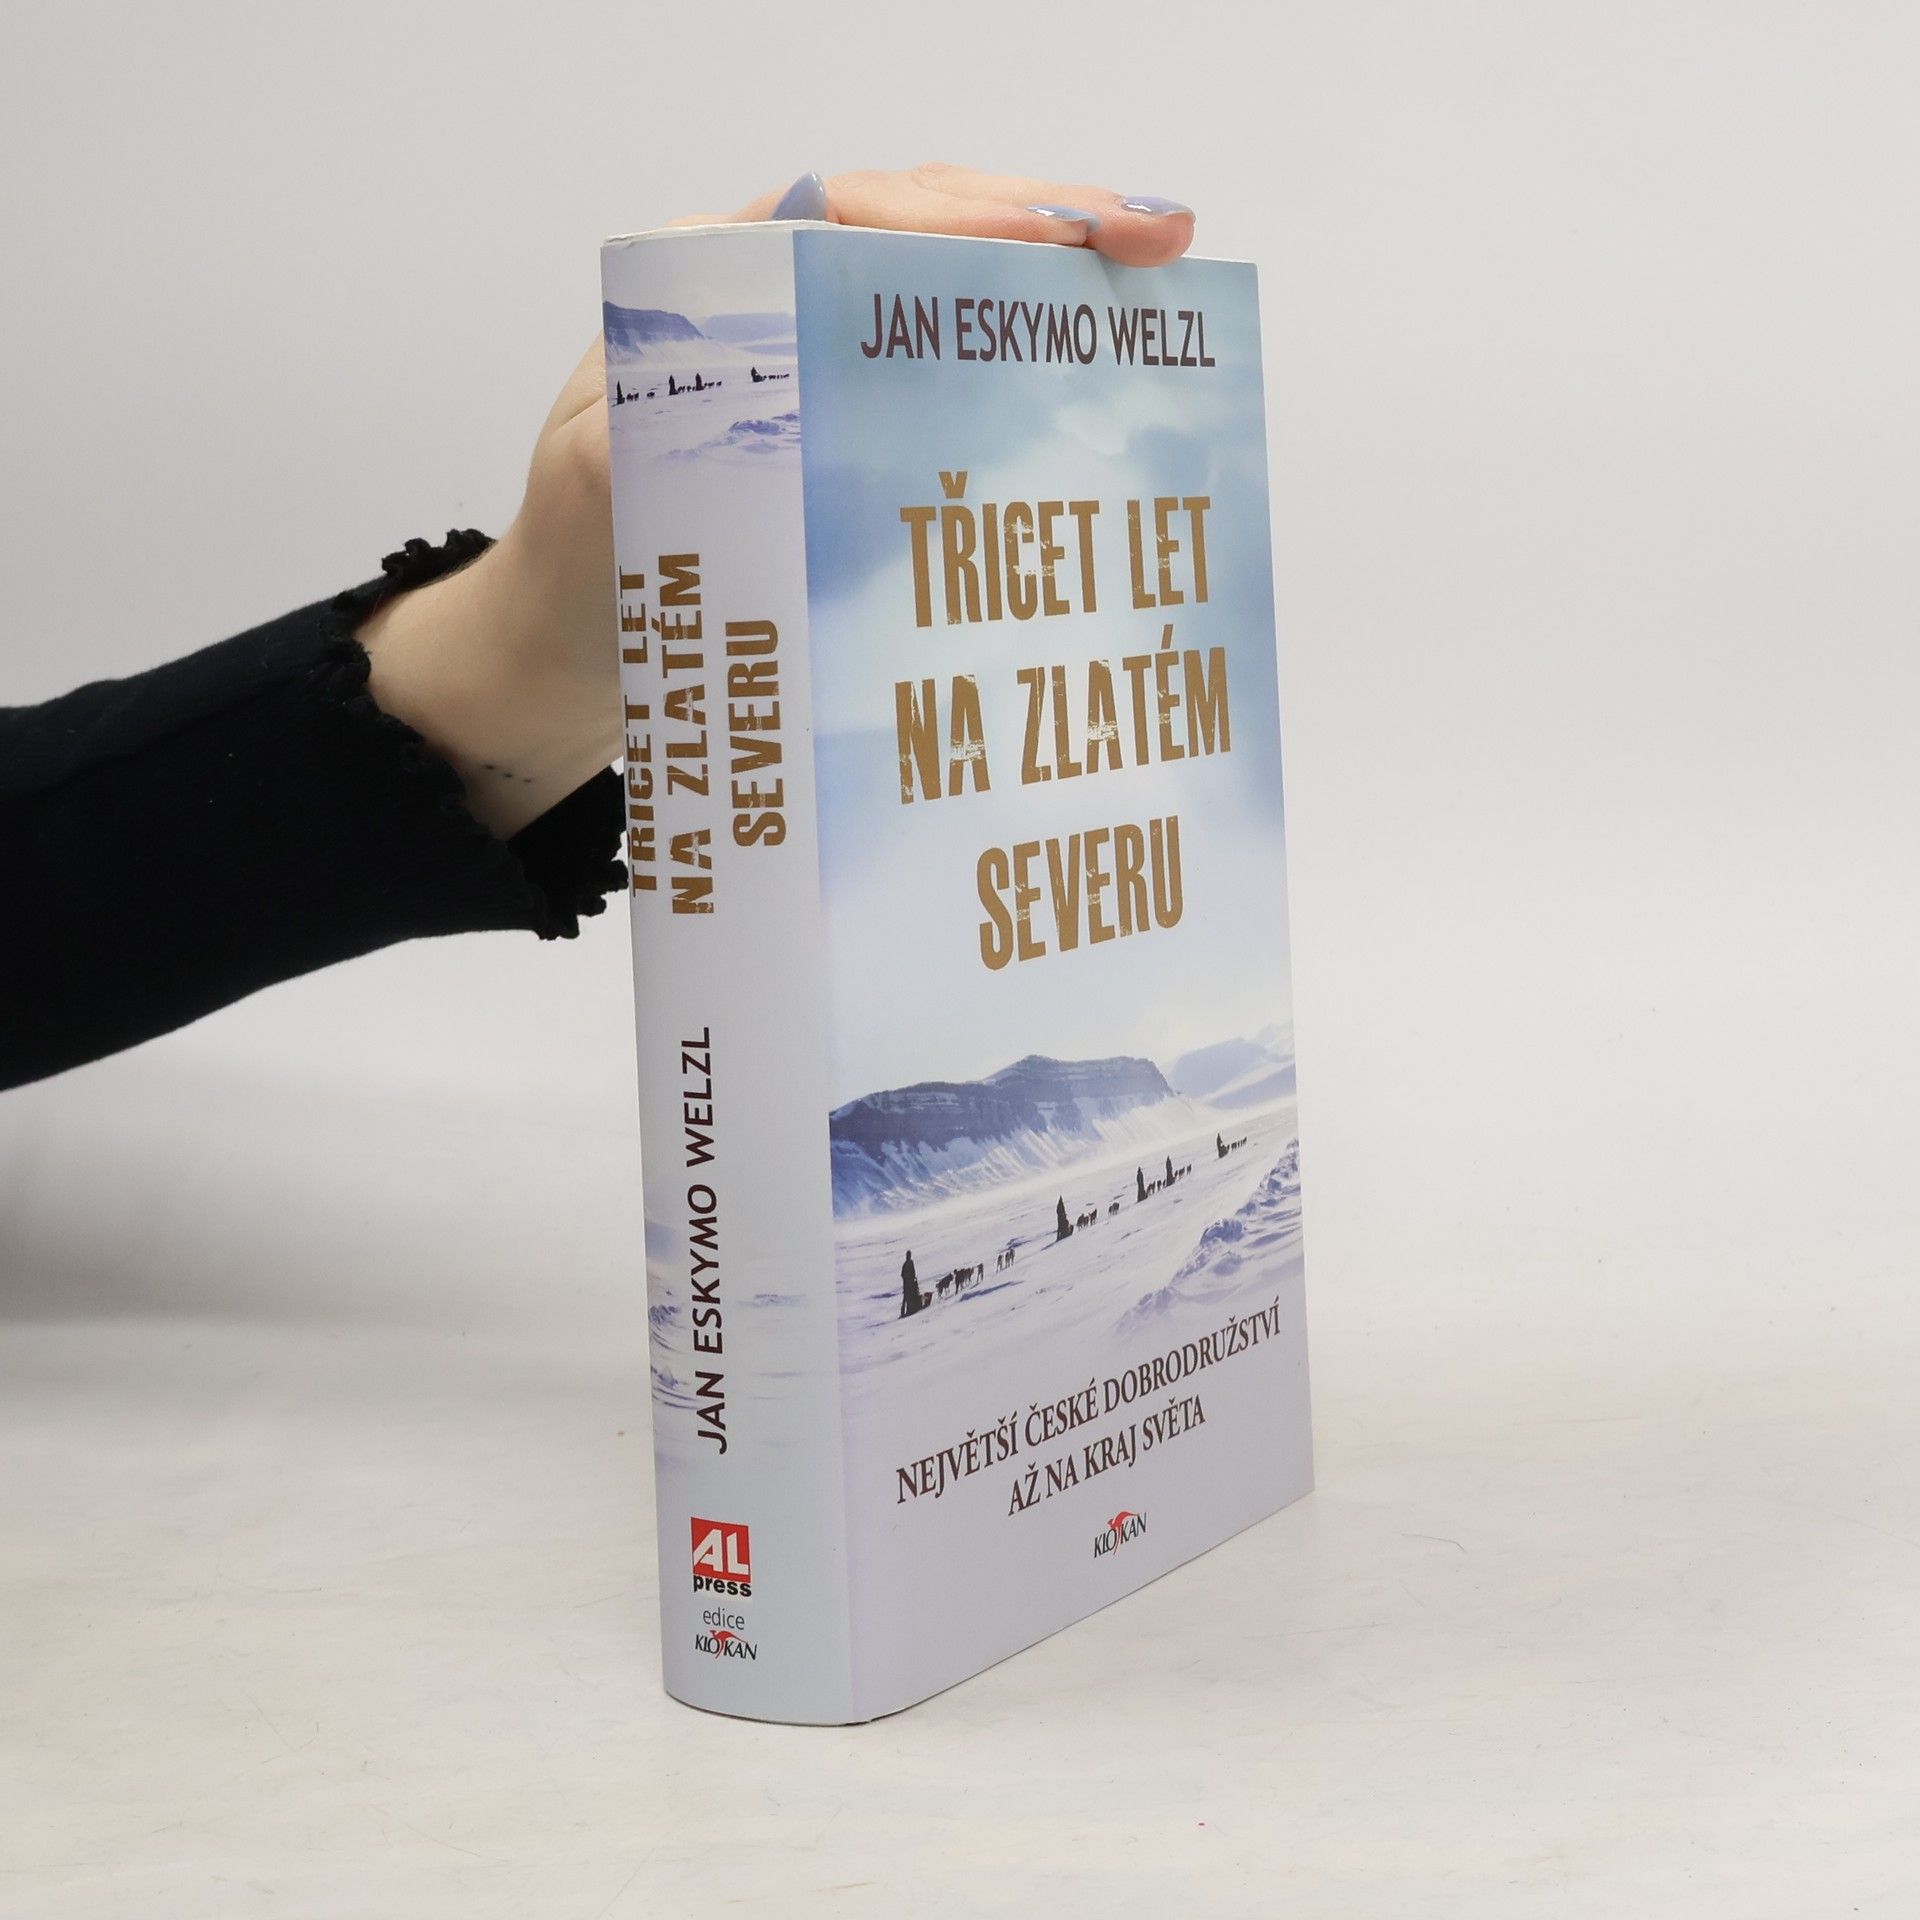 TŘICET LET
NA ZLATÉM
SEVERU
JAN ESKYMO WELZL
AL
press
edice
KLOKAN
JAN ESKYMO WELZL
TŘICET LET
NA ZLATÉM
SEVERU
NEJVĚTŠÍ ČESKÉ DOBRODRUŽSTVÍ
AŽ NA KRAJ SVĚTA
KLOKAN